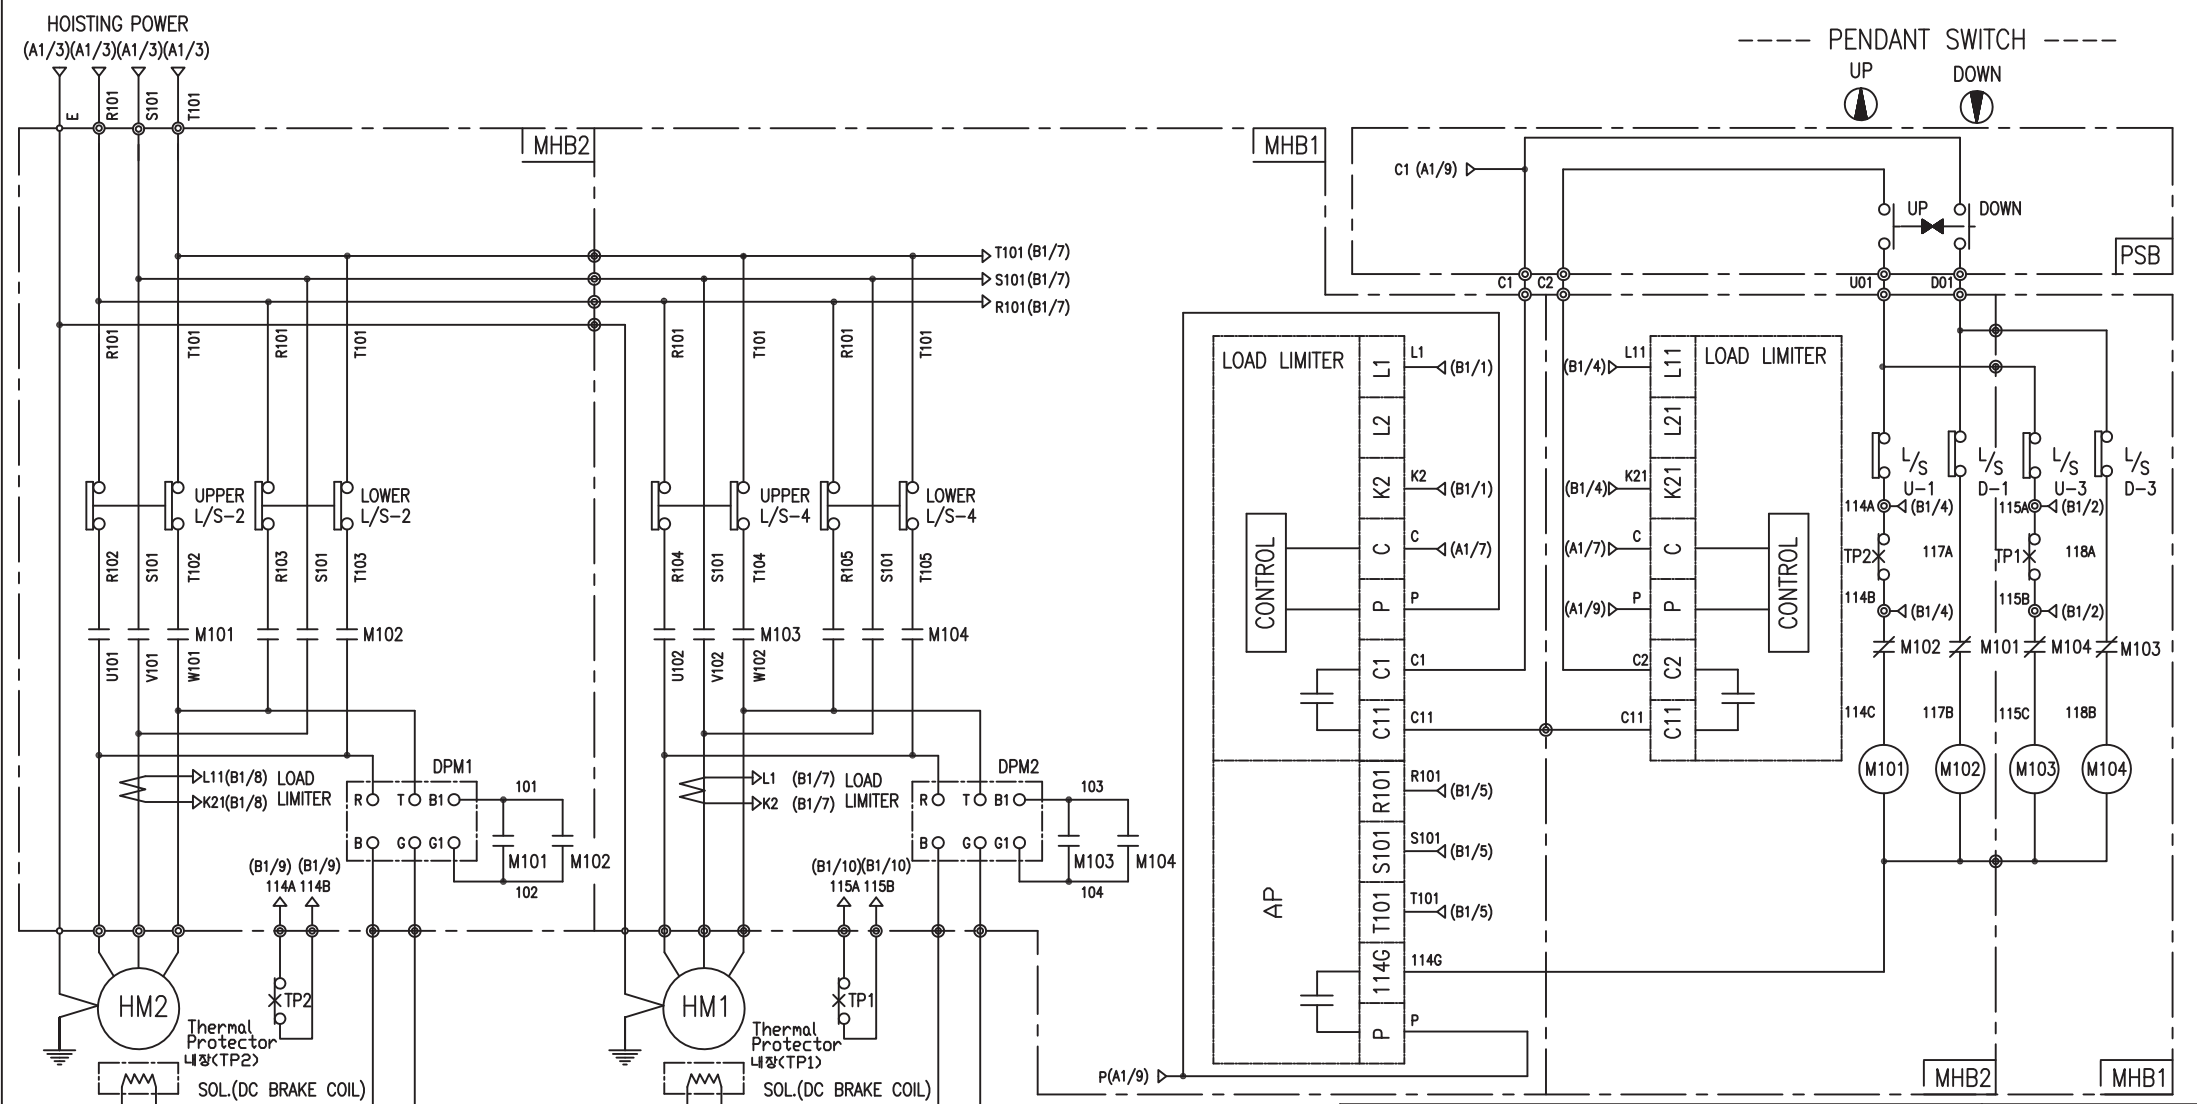 HOISTING POWER
(A1/3)(A1/3)(A1/3)(A1/3)
E
R101
S101
T101
MHB2
MHB1
---- PENDANT SWITCH ----
UP
DOWN
C1 (A1/9)
UP
DOWN
PSB
C1
C2
U01
D01
T101 (B1/7)
S101 (B1/7)
R101 (B1/7)
R101
T101
R101
T101
R101
T101
R101
T101
UPPER
L/S-2
LOWER
L/S-2
UPPER
L/S-4
LOWER
L/S-4
R102
S101
T102
R103
S101
T103
R104
S101
T104
R105
S101
T105
M101
M102
M103
M104
U101
V101
W101
U102
V102
W102
L11(B1/8) LOAD
K21(B1/8) LIMITER
L1 (B1/7) LOAD
K2 (B1/7) LIMITER
DPM1
R T B1
B G G1
101
M101
M102
102
DPM2
R T B1
B G G1
103
M103
M104
104
(B1/9) (B1/9)
114A 114B
(B1/10)(B1/10)
115A 115B
HM2
TP2
Thermal
Protector
내장(TP2)
SOL.(DC BRAKE COIL)
HM1
TP1
Thermal
Protector
내장(TP1)
SOL.(DC BRAKE COIL)
LOAD LIMITER
CONTROL
L1
L1
(B1/1)
L2
K2
K2
(B1/1)
C
C
(A1/7)
P
P
C1
C1
C11
C11
AP
R101
R101
(B1/5)
S101
S101
(B1/5)
T101
T101
(B1/5)
114G
114G
P
P
P(A1/9)
LOAD LIMITER
CONTROL
(B1/4)
L11
L11
L21
(B1/4)
K21
K21
(A1/7)
C
C
(A1/9)
P
P
C2
C2
C11
C11
L/S
U-1
L/S
D-1
L/S
U-3
L/S
D-3
114A
(B1/4)
115A
(B1/2)
TP2
117A
TP1
118A
114B
(B1/4)
115B
(B1/2)
M102
M101
M104
M103
114C
117B
115C
118B
M101
M102
M103
M104
MHB2
MHB1